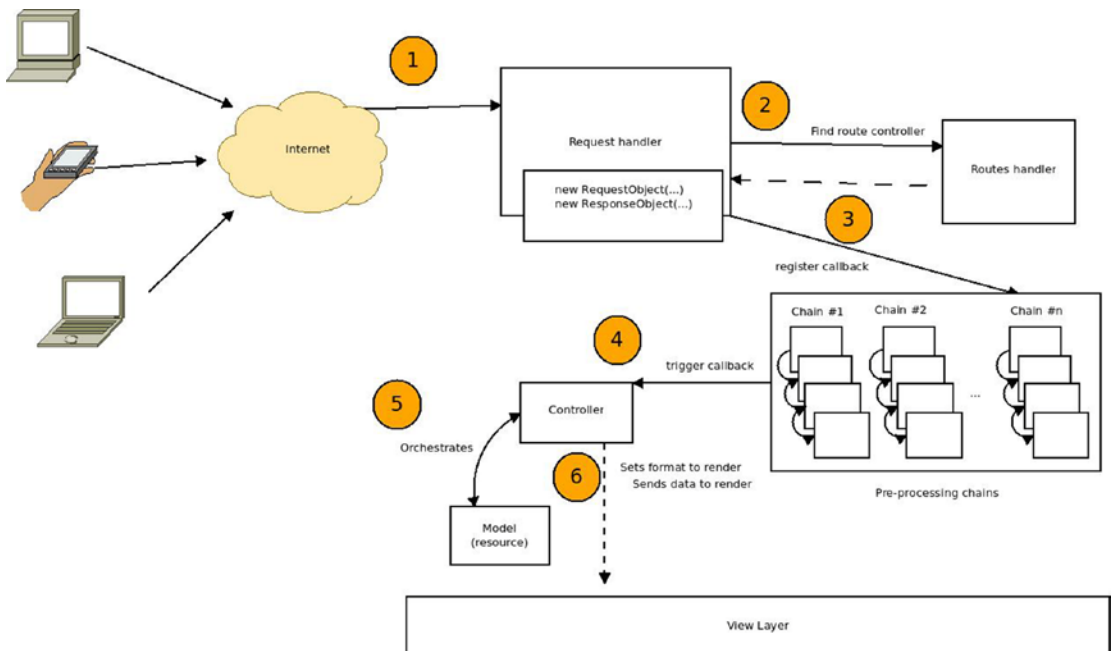 1
Internet
Request handler
new RequestObject(...)
new ResponseObject(...)
2
Find route controller
Routes handler
3
register callback
Chain #1
Chain #2
Chain #n
...
Pre-processing chains
4
trigger callback
Controller
5
Orchestrates
Model
(resource)
6
Sets format to render
Sends data to render
View Layer